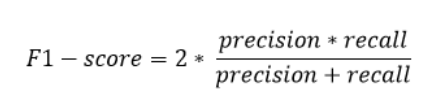 F1 − score = 2 * precision * recall / precision + recall